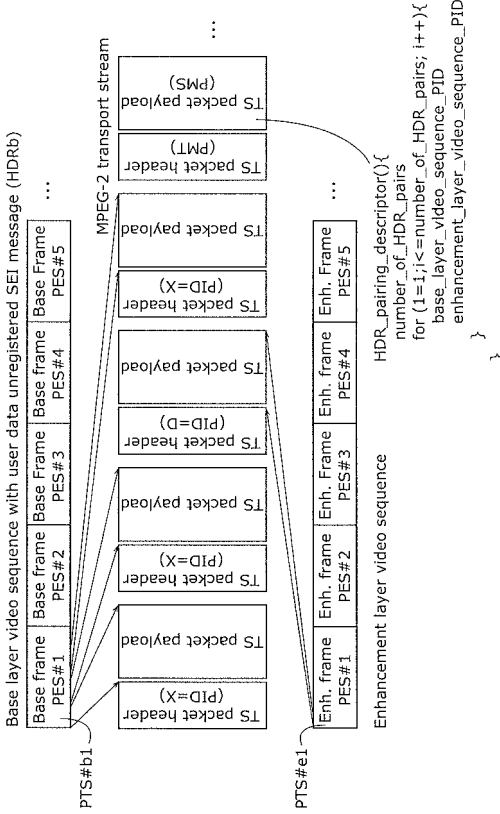 Base layer video sequence with user data unregistered SEI message (HDRb)
Base frame
PES#1
Base frame
PES#2
Base Frame
PES#3
Base frame
PES#4
Base Frame
PES#5
...
PTS#b1
MPEG-2 transport stream
TS packet header
(PID=X)
TS packet payload
TS packet header
(PID=X)
TS packet payload
TS packet header
(PID=D)
TS packet payload
TS packet header
(PID=X)
TS packet payload
TS packet header
(PMT)
TS packet payload
(PMS)
...
PTS#e1
Enh. frame
PES#1
Enh. frame
PES#2
Enh. Frame
PES#3
Enh. frame
PES#4
Enh. Frame
PES#5
...
Enhancement layer video sequence
HDR_pairing_descriptor(){
number_of_HDR_pairs
for (1=1;i<=number_of_HDR_pairs; i++){
base_layer_video_sequence_PID
enhancement_layer_video_sequence_PID
}
}